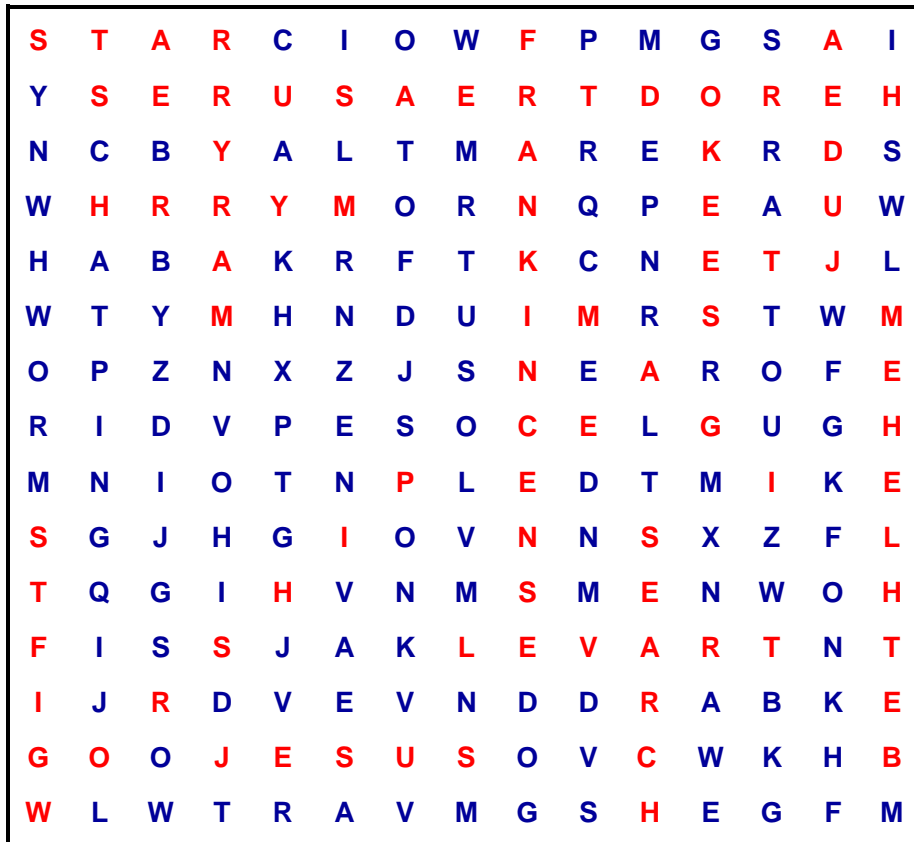 S T A R C I O W F P M G S A I
Y S E R U S A E R T D O R E H
N C B Y A L T M A R E K R D S
W H R R Y M O R N Q P E A U W
H A B A K R F T K C N E T J L
W T Y M H N D U I M R S T W M
O P Z N X Z J S N E A R O F E
R I D V P E S O C E L G U G H
M N I O T N P L E D T M I K E
S G J H G I O V N N S X Z F L
T Q G I H V N M S M E N W O H
F I S S J A K L E V A R T N T
I J R D V E V N D D R A B K E
G O O J E S U S O V C W K H B
W L W T R A V M G S H E G F M